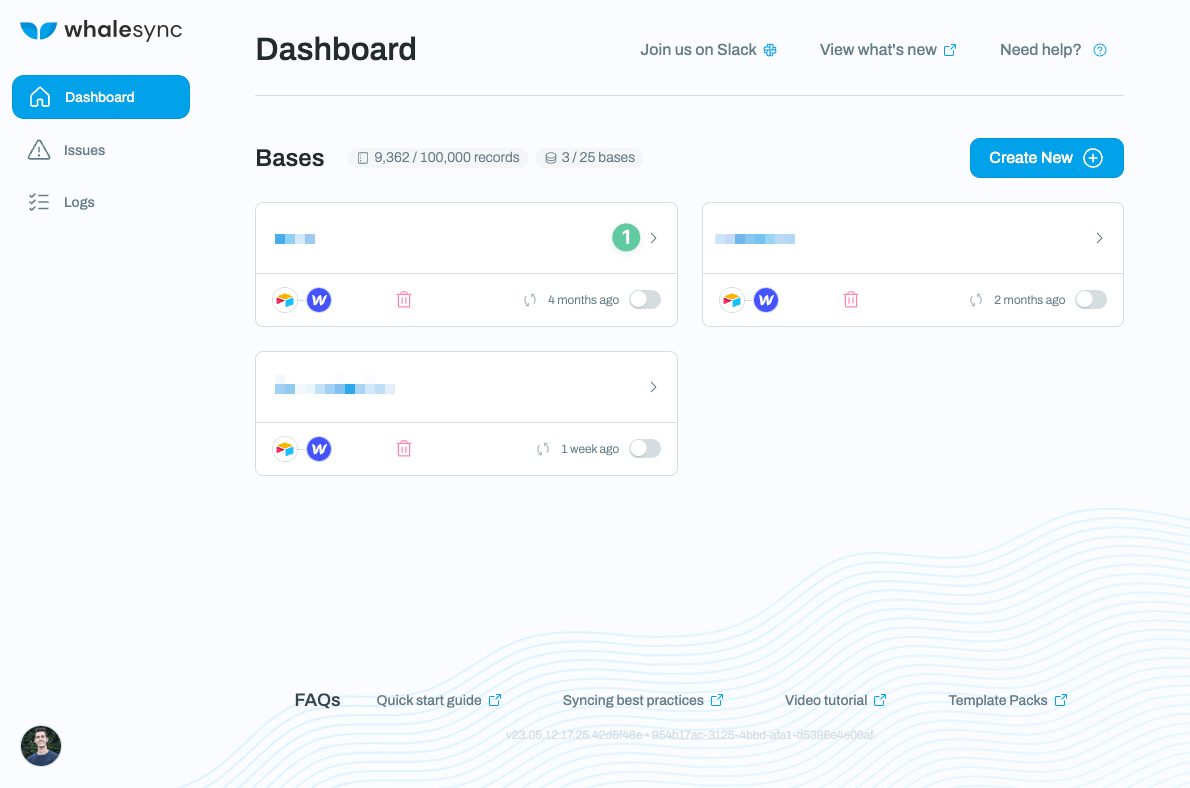 whalesync
Dashboard
Issues
Logs
Dashboard
Join us on Slack
View what's new
Need help?
Bases
9,362 / 100,000 records
3 / 25 bases
Create New
1
W
4 months ago
W
2 months ago
W
1 week ago
FAQs
Quick start guide
Syncing best practices
Video tutorial
Template Packs
v23.05.12.17.25.42d5f48e • 954b17ac-3125-4bbd-afa1-d5396e4e06af